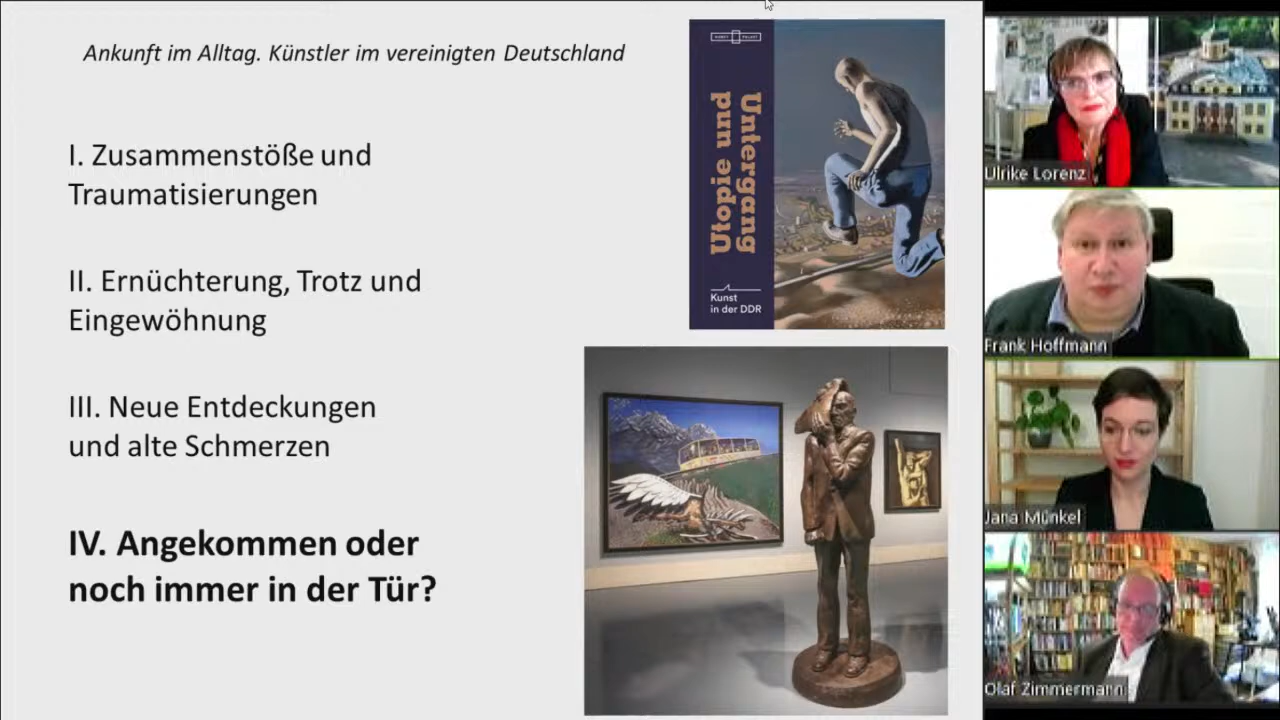 Ankunft im Alltag. Künstler im vereinigten Deutschland
I. Zusammenstöße und
Traumatisierungen
II. Ernüchterung, Trotz und
Eingewöhnung
III. Neue Entdeckungen
und alte Schmerzen
IV. Angekommen oder
noch immer in der Tür?
Utopie und
Untergang
Kunst
in der DDR
Ulrike Lorenz
Frank Hoffmann
Jana Münkel
Olaf Zimmermann